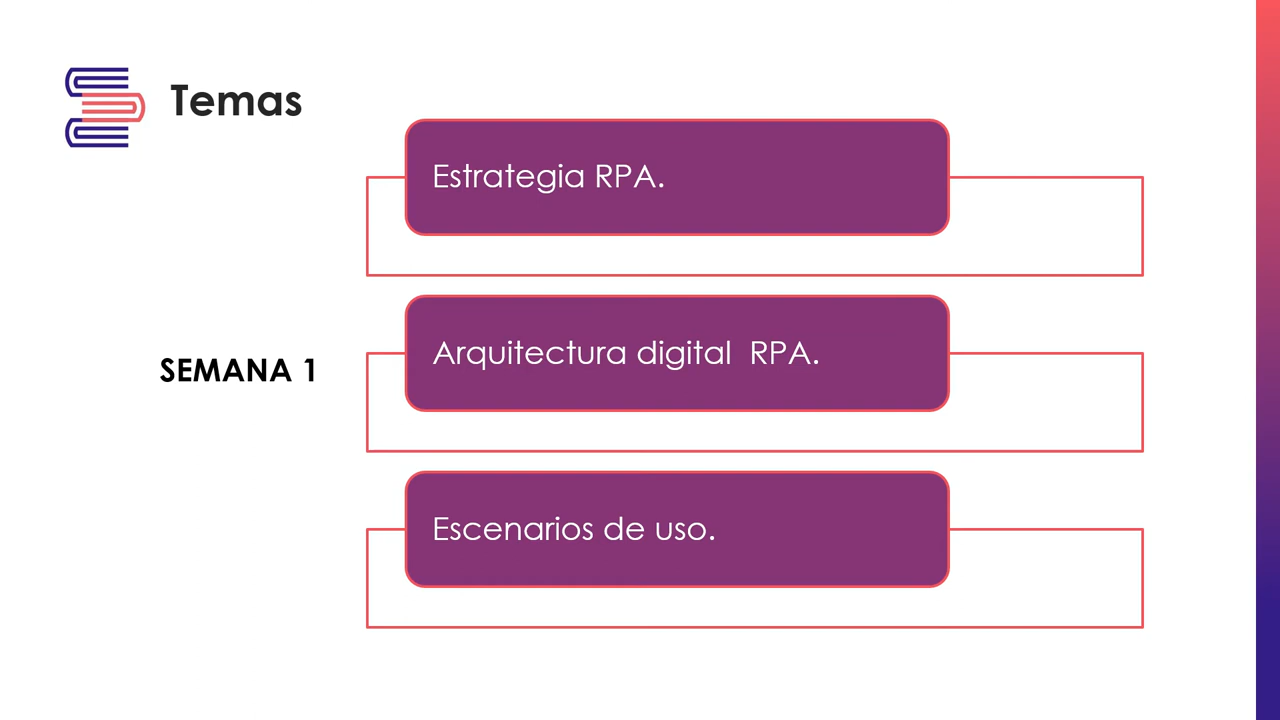 Temas
Estrategia RPA.
SEMANA 1
Arquitectura digital  RPA.
Escenarios de uso.